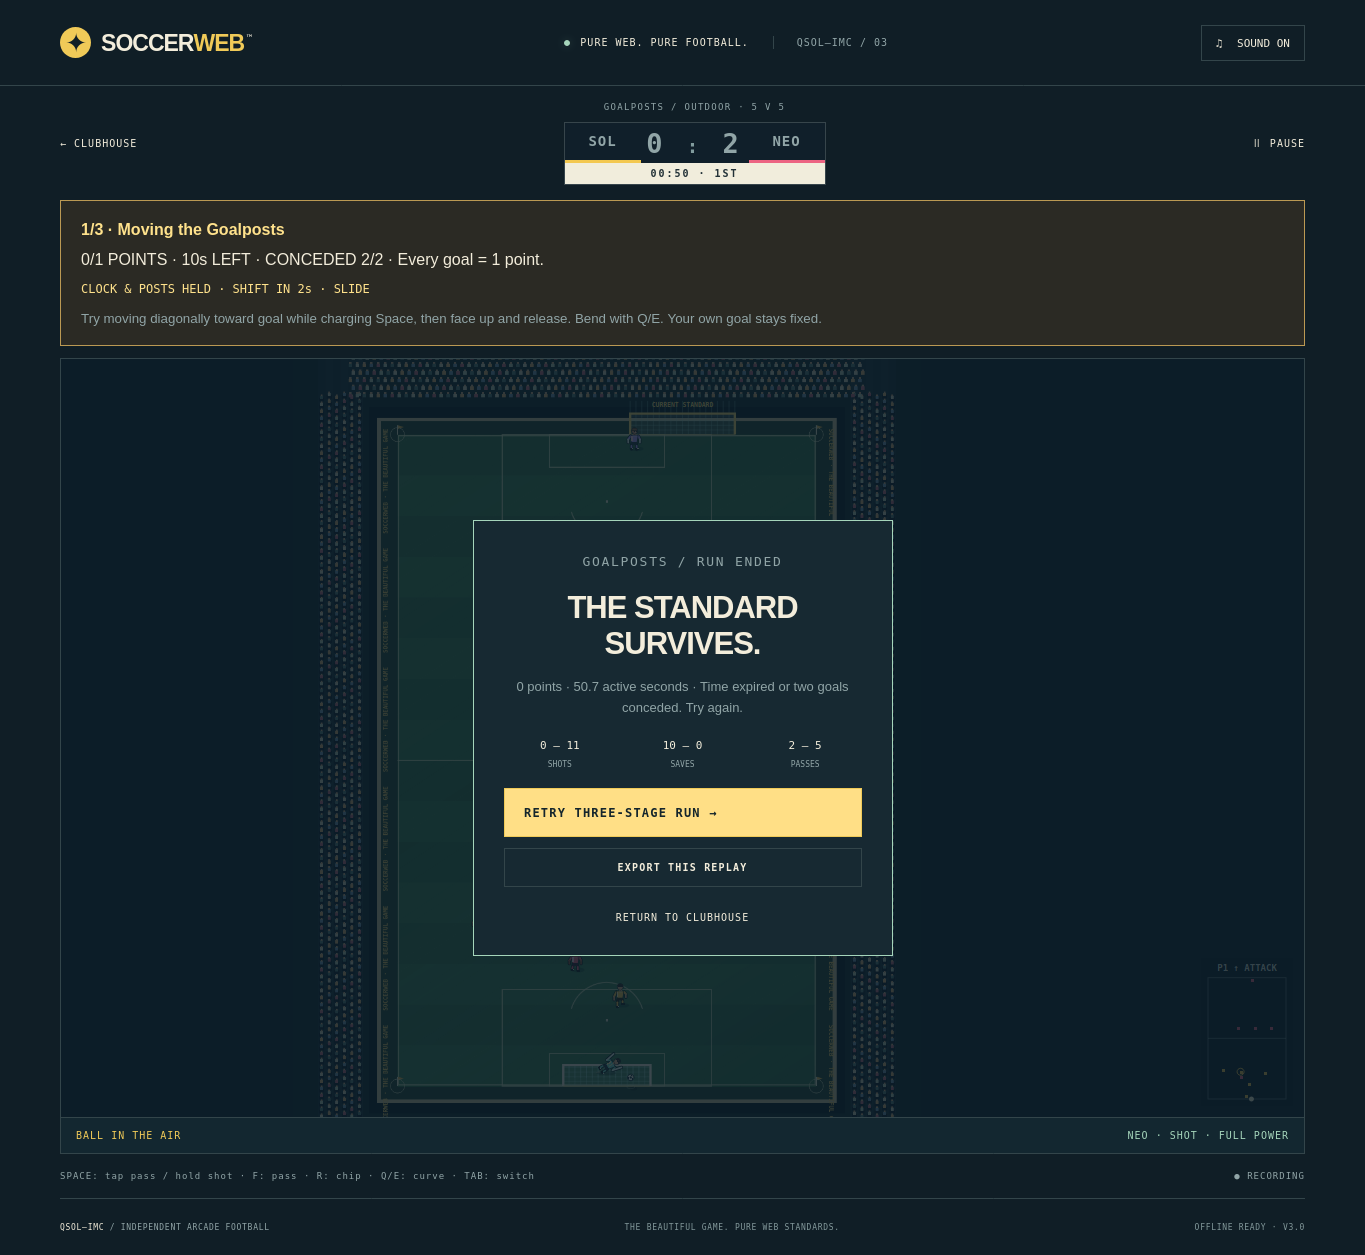 SOCCERWEB™
● PURE WEB. PURE FOOTBALL.
QSOL—IMC / 03
♫ SOUND ON
GOALPOSTS / OUTDOOR · 5 V 5
← CLUBHOUSE
SOL 0 : 2 NEO
00:50 · 1ST
II PAUSE
1/3 · Moving the Goalposts
0/1 POINTS · 10s LEFT · CONCEDED 2/2 · Every goal = 1 point.
CLOCK & POSTS HELD · SHIFT IN 2s · SLIDE
Try moving diagonally toward goal while charging Space, then face up and release. Bend with Q/E. Your own goal stays fixed.
CURRENT STANDARD
SOCCERWEB · THE BEAUTIFUL GAME
GOALPOSTS / RUN ENDED
THE STANDARD
SURVIVES.
0 points · 50.7 active seconds · Time expired or two goals
conceded. Try again.
0 — 11
10 — 0
2 — 5
SHOTS
SAVES
PASSES
RETRY THREE-STAGE RUN →
EXPORT THIS REPLAY
RETURN TO CLUBHOUSE
P1 ↑ ATTACK
BALL IN THE AIR
NEO · SHOT · FULL POWER
SPACE: tap pass / hold shot · F: pass · R: chip · Q/E: curve · TAB: switch
● RECORDING
QSOL—IMC / INDEPENDENT ARCADE FOOTBALL
THE BEAUTIFUL GAME. PURE WEB STANDARDS.
OFFLINE READY · V3.0